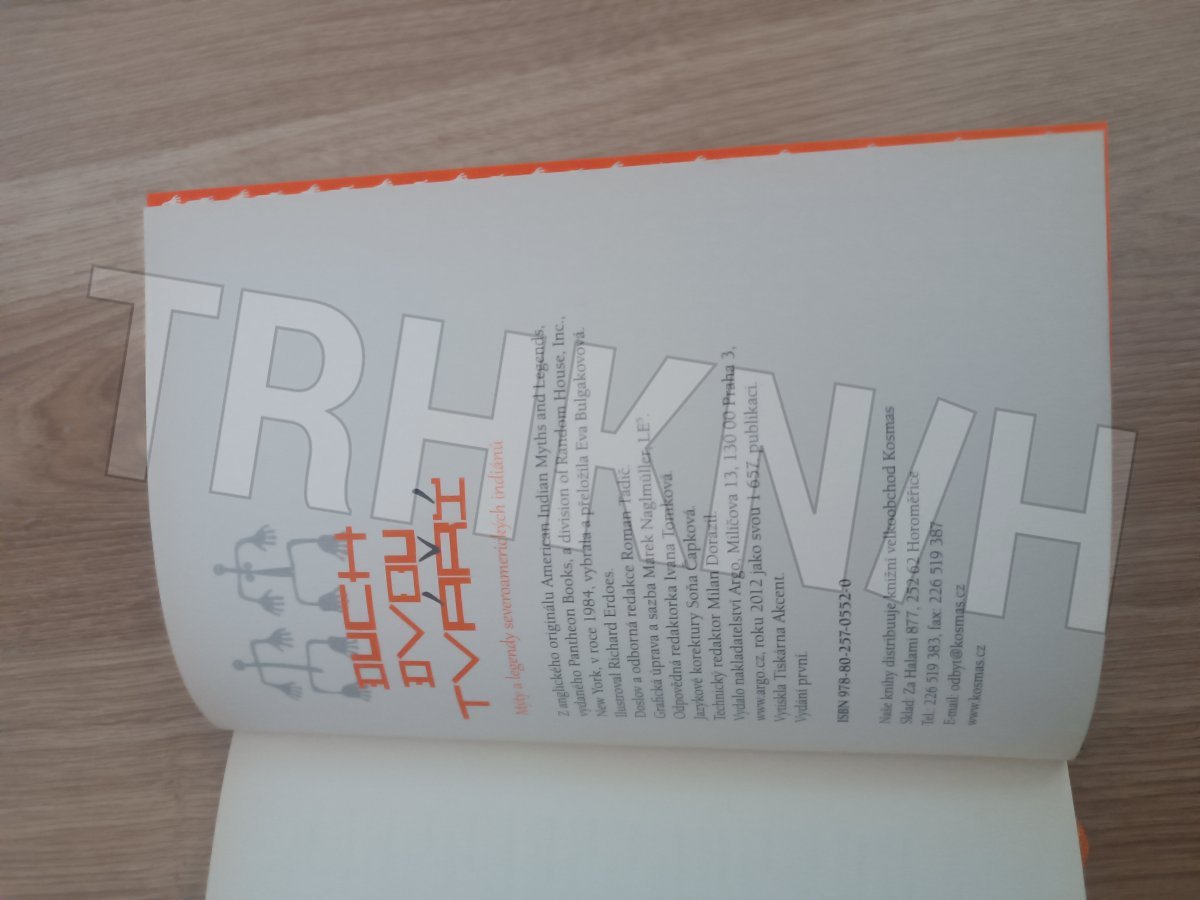 DUCH
DVOU
TVÁŘÍ
Mýty a legendy severoamerických indiánů
Z anglického originálu American Indian Myths and Legends,
vydaného Pantheon Books, a division of Random House, Inc.,
New York, v roce 1984, vybrala a přeložila Eva Bulgakovová.
Ilustroval Richard Erdoes.
Doslov a odborná redakce Roman Tadič.
Grafická úprava a sazba Marek Naglmüller, LE7.
Odpovědná redaktorka Ivana Tomková.
Jazykové korektury Soňa Čapková.
Technický redaktor Milan Dorazil.
Vydalo nakladatelství Argo, Miličova 13, 130 00 Praha 3,
www.argo.cz, roku 2012 jako svou 1 657. publikaci.
Vytiskla Tiskárna Akcent.
Vydání první.
ISBN 978-80-257-0552-0
Naše knihy distribuuje knižní velkoobchod Kosmas
Sklad: Za Halami 877, 252 62 Horoměřice
Tel.: 226 519 383, fax: 226 519 387
E-mail: odbyt@kosmas.cz
www.kosmas.cz
TRHKNIH